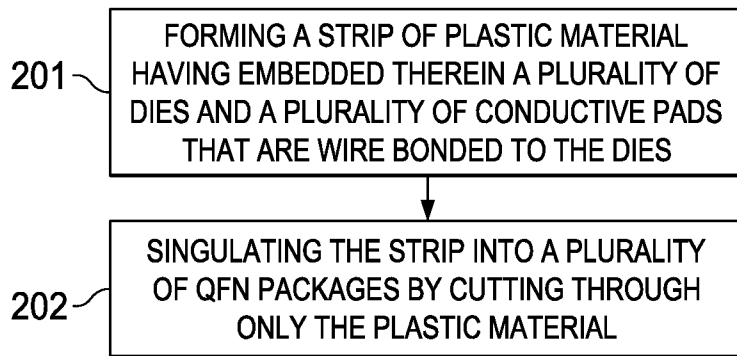 201
FORMING A STRIP OF PLASTIC MATERIAL
HAVING EMBEDDED THEREIN A PLURALITY OF
DIES AND A PLURALITY OF CONDUCTIVE PADS
THAT ARE WIRE BONDED TO THE DIES
202
SINGULATING THE STRIP INTO A PLURALITY
OF QFN PACKAGES BY CUTTING THROUGH
ONLY THE PLASTIC MATERIAL